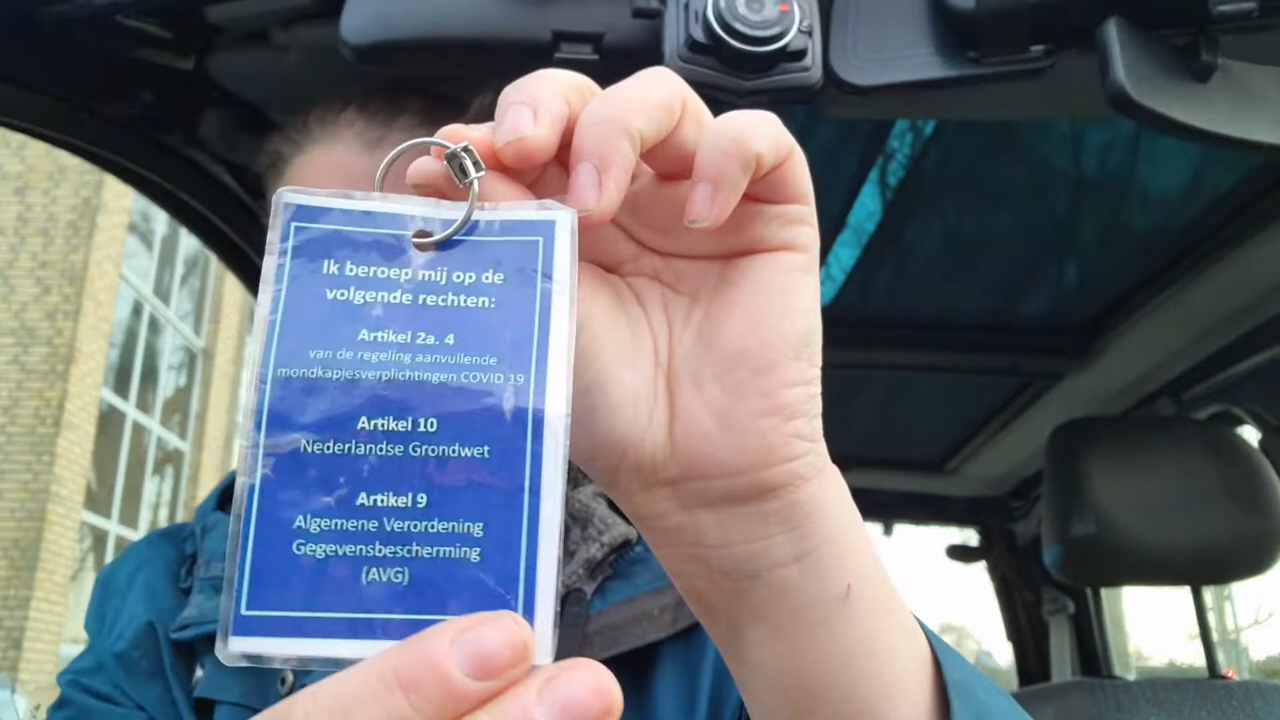 Ik beroep mij op de
volgende rechten:
Artikel 2a. 4
van de regeling aanvullende
mondkapjesverplichtingen COVID 19
Artikel 10
Nederlandse Grondwet
Artikel 9
Algemene Verordening
Gegevensbescherming
(AVG)